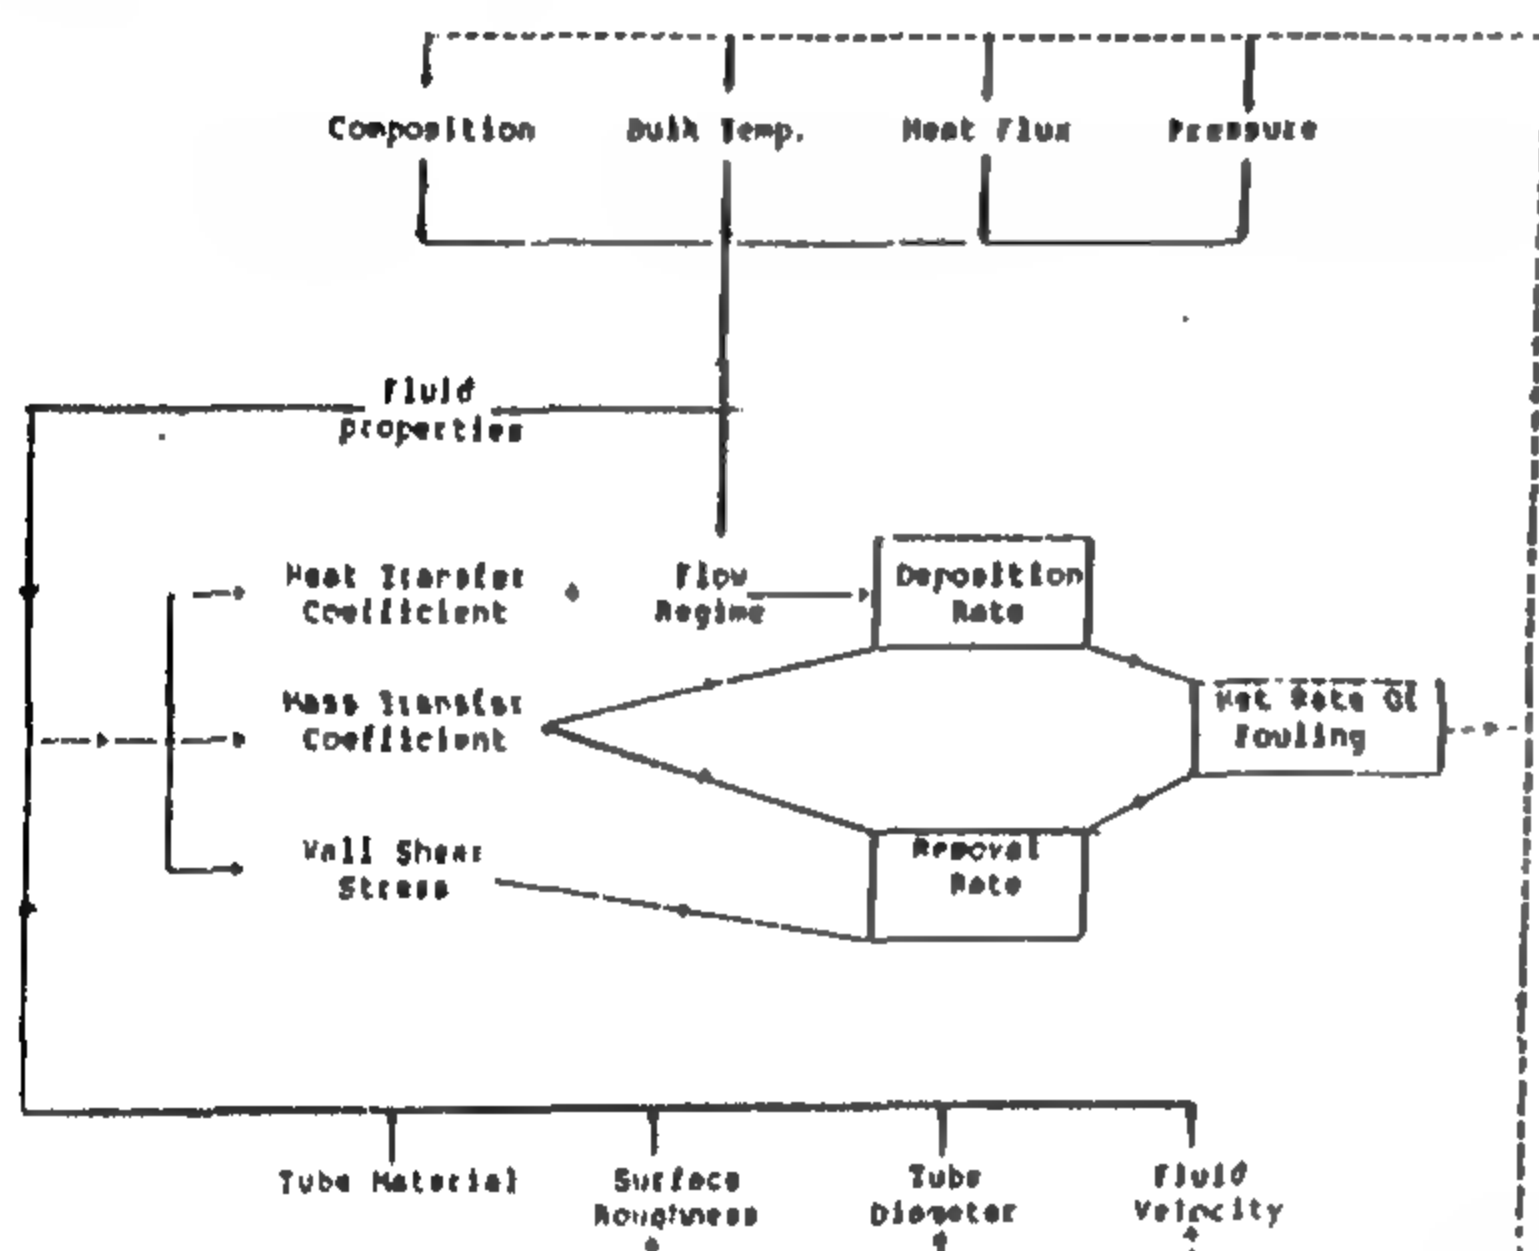 Composition Bulk Temp. Heat Flux Pressure
Fluid
properties
Heat Transfer
Coefficient
Flow
Regime
Deposition
Rate
Mass Transfer
Coefficient
Net Rate Of
Fouling
Wall Shear
Stress
Removal
Rate
Tube Material
Surface
Roughness
Tube
Diameter
Fluid
Velocity